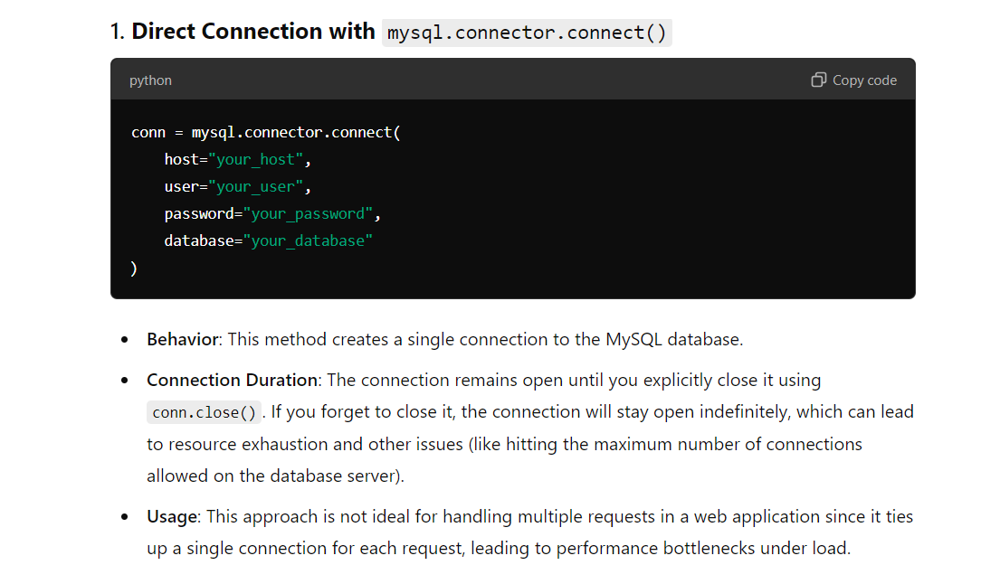 1. Direct Connection with mysql.connector.connect()
python
Copy code
conn = mysql.connector.connect(
    host="your_host",
    user="your_user",
    password="your_password",
    database="your_database"
)
• Behavior: This method creates a single connection to the MySQL database.
• Connection Duration: The connection remains open until you explicitly close it using
conn.close() . If you forget to close it, the connection will stay open indefinitely, which can lead
to resource exhaustion and other issues (like hitting the maximum number of connections
allowed on the database server).
• Usage: This approach is not ideal for handling multiple requests in a web application since it ties
up a single connection for each request, leading to performance bottlenecks under load.